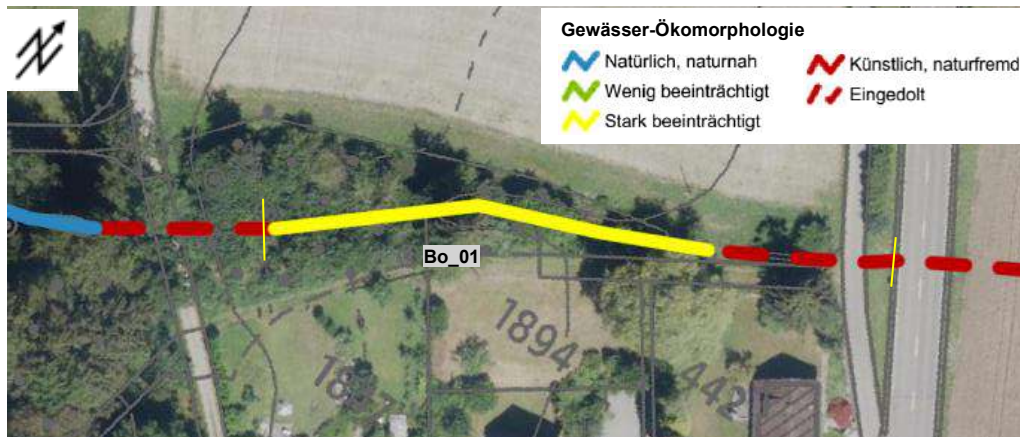 Gewässer-Ökomorphologie
Natürlich, naturnah
Wenig beeinträchtigt
Stark beeinträchtigt
Künstlich, naturfremd
Eingedolt
Bo_01
1894
442